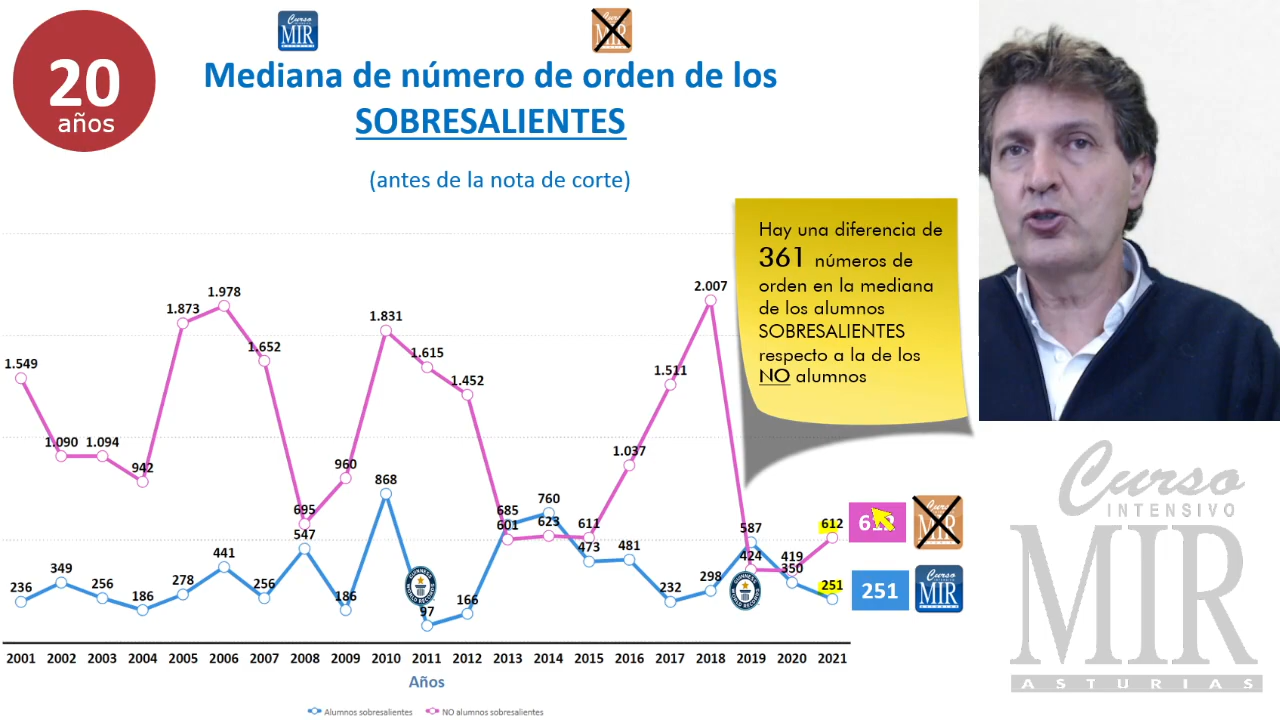 20
años
Curso
INTENSIVO
MIR
ASTURIAS
Mediana de número de orden de los
SOBRESALIENTES
(antes de la nota de corte)
Hay una diferencia de
361 números de
orden en la mediana
de los alumnos
SOBRESALIENTES
respecto a la de los
NO alumnos
1.549
1.090
1.094
942
1.873
1.978
1.652
695
960
1.831
1.615
1.452
601
623
611
1.037
1.511
2.007
424
419
612
236
349
256
186
278
441
256
547
186
868
97
166
685
760
473
481
232
298
587
350
251
612
MIR
251
Curso
MIR
2001 2002 2003 2004 2005 2006 2007 2008 2009 2010 2011 2012 2013 2014 2015 2016 2017 2018 2019 2020 2021
Años
Alumnos sobresalientes NO alumnos sobresalientes
Curso
INTENSIVO
MIR
ASTURIAS